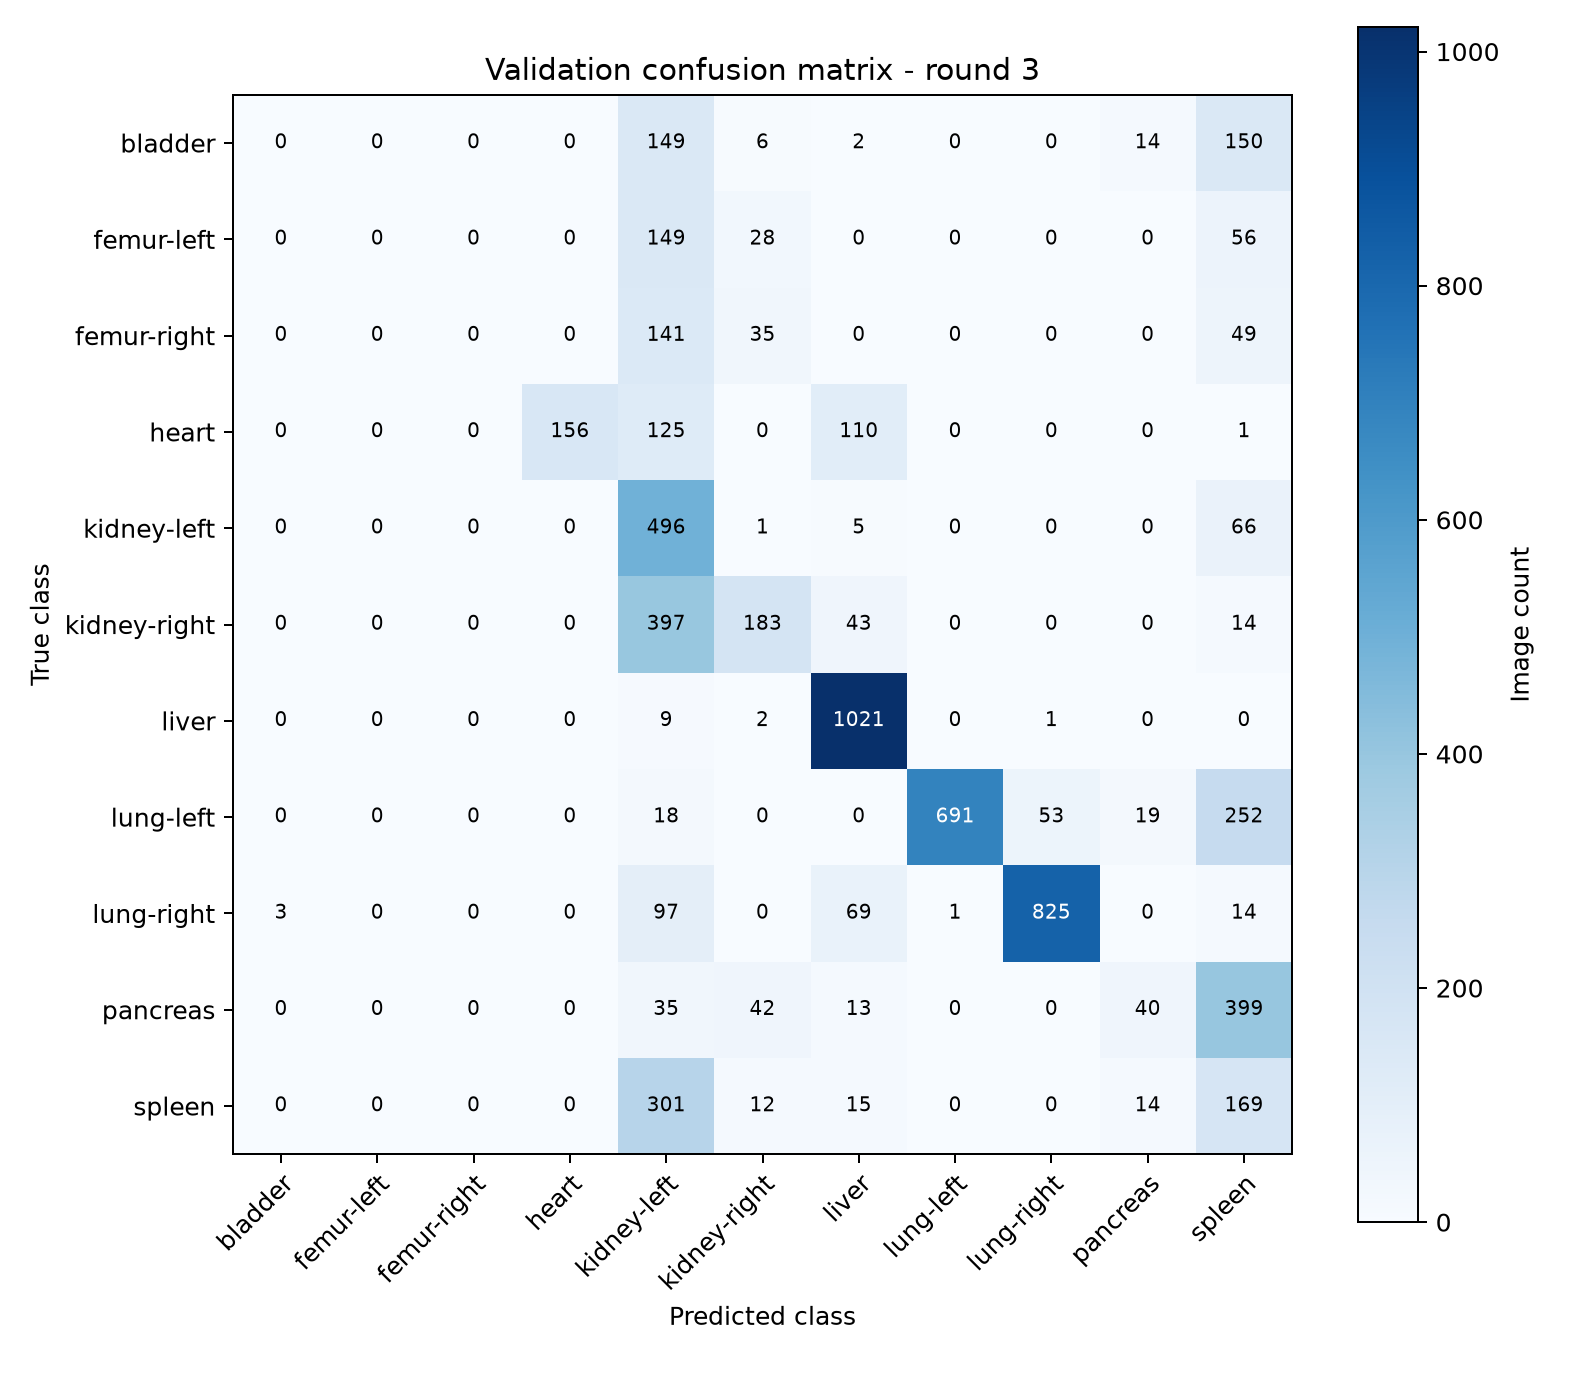 Validation confusion matrix - round 3
bladder 0 0 0 0 149 6 2 0 0 14 150
femur-left 0 0 0 0 149 28 0 0 0 0 56
femur-right 0 0 0 0 141 35 0 0 0 0 49
heart 0 0 0 156 125 0 110 0 0 0 1
kidney-left 0 0 0 0 496 1 5 0 0 0 66
kidney-right 0 0 0 0 397 183 43 0 0 0 14
liver 0 0 0 0 9 2 1021 0 1 0 0
lung-left 0 0 0 0 18 0 0 691 53 19 252
lung-right 3 0 0 0 97 0 69 1 825 0 14
pancreas 0 0 0 0 35 42 13 0 0 40 399
spleen 0 0 0 0 301 12 15 0 0 14 169
True class
bladder femur-left femur-right heart kidney-left kidney-right liver lung-left lung-right pancreas spleen
Predicted class
1000
800
600
400
200
0
Image count